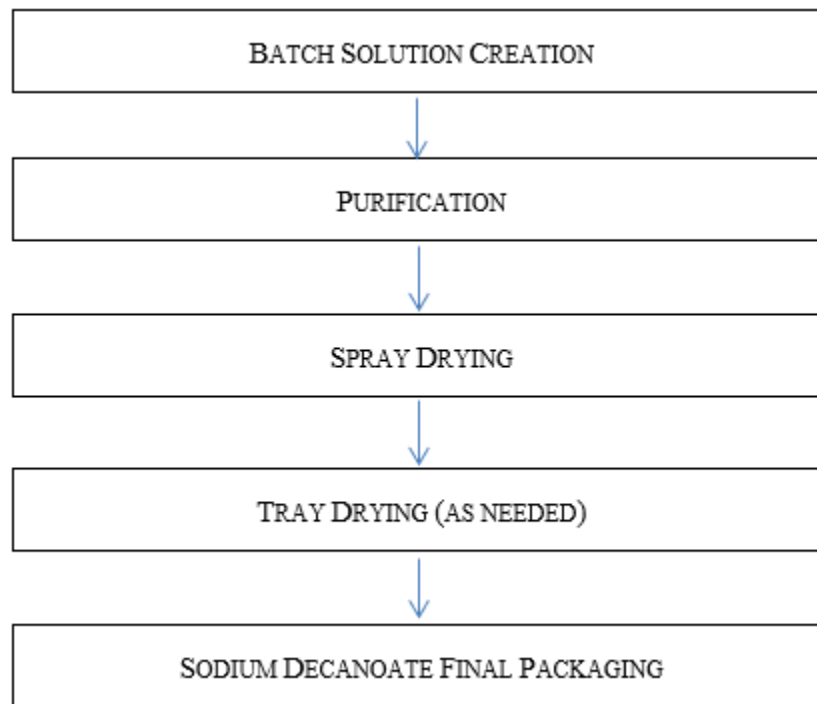 BATCH SOLUTION CREATION
PURIFICATION
SPRAY DRYING
TRAY DRYING (AS NEEDED)
SODIUM DECANOATE FINAL PACKAGING